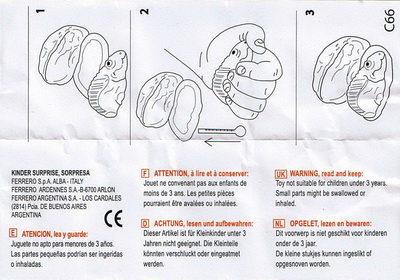 1
2
3
C66
KINDER SURPRISE, SORPRESA
FERRERO S.p.A. ALBA - ITALY
FERRERO ARDENNES S.A.-B-6700 ARLON
FERRERO ARGENTINA S.A. - LOS CARDALES
(2814) Pcia. DE BUENOS AIRES
ARGENTINA
CE
E ATENCION, lea y guarde:
Juguete no apto para menores de 3 años.
Las partes pequeñas podrían ser ingeridas
o inhaladas.
F ATTENTION, à lire et à conserver:
Jouet ne convenant pas aux enfants de
moins de 3 ans. Les petites pièces
pourraient être ingérées ou inhalées.
D ACHTUNG, lesen und aufbewahren:
Dieser Artikel ist für Kleinkinder unter 3
Jahren nicht geeignet. Die Kleinteile
könnten verschluckt oder eingeatmet
werden.
UK WARNING, read and keep:
Toy not suitable for children under 3 years.
Small parts might be swallowed or
inhaled.
NL OPGELET, lezen en bewaren:
Dit voorwerp is niet geschikt voor kinderen
onder de 3 jaar.
De kleine stukjes kunnen ingeslikt of
opgesnoven worden.